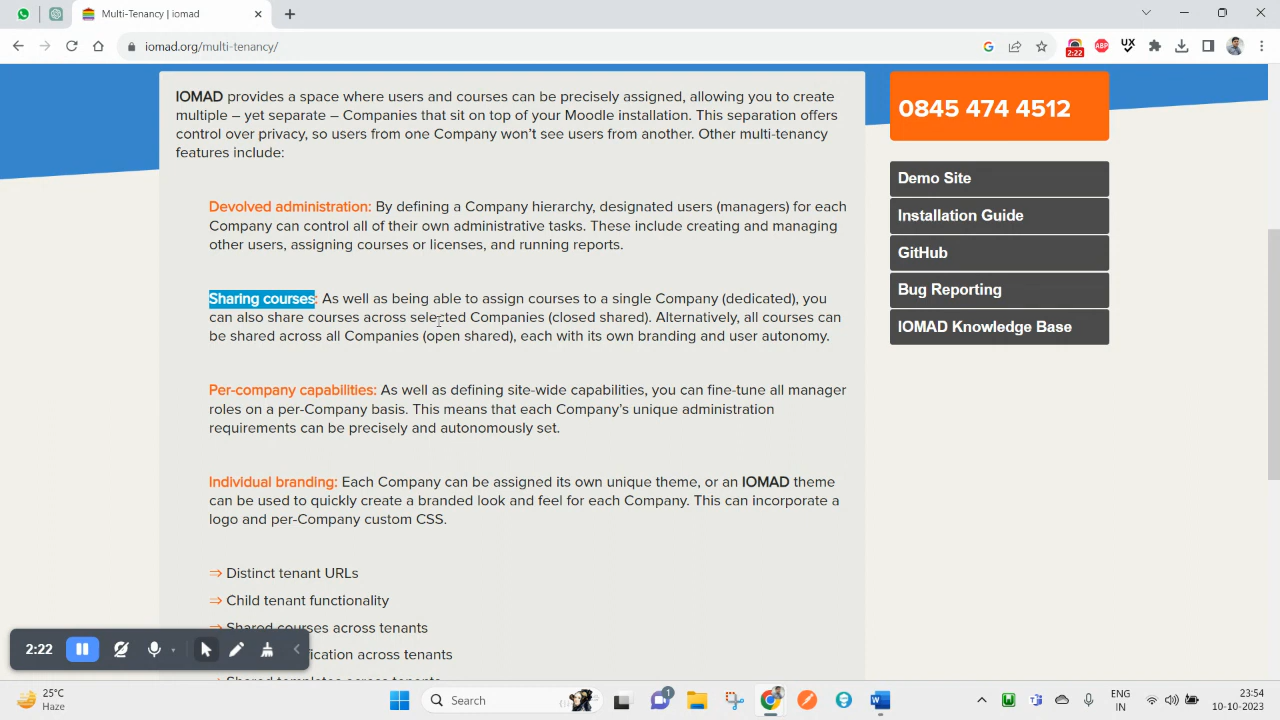 Multi-Tenancy | iomad
iomad.org/multi-tenancy/
2:22
ABP
UX
IOMAD provides a space where users and courses can be precisely assigned, allowing you to create
multiple – yet separate – Companies that sit on top of your Moodle installation. This separation offers
control over privacy, so users from one Company won't see users from another. Other multi-tenancy
features include:
Devolved administration: By defining a Company hierarchy, designated users (managers) for each
Company can control all of their own administrative tasks. These include creating and managing
other users, assigning courses or licenses, and running reports.
Sharing courses: As well as being able to assign courses to a single Company (dedicated), you
can also share courses across selected Companies (closed shared). Alternatively, all courses can
be shared across all Companies (open shared), each with its own branding and user autonomy.
Per-company capabilities: As well as defining site-wide capabilities, you can fine-tune all manager
roles on a per-Company basis. This means that each Company's unique administration
requirements can be precisely and autonomously set.
Individual branding: Each Company can be assigned its own unique theme, or an IOMAD theme
can be used to quickly create a branded look and feel for each Company. This can incorporate a
logo and per-Company custom CSS.
⇒ Distinct tenant URLs
⇒ Child tenant functionality
⇒ Shared courses across tenants
across tenants
Shared templates across tenants
0845 474 4512
Demo Site
Installation Guide
GitHub
Bug Reporting
IOMAD Knowledge Base
2:22
25°C
Haze
Search
1
ENG
IN
23:54
10-10-2023